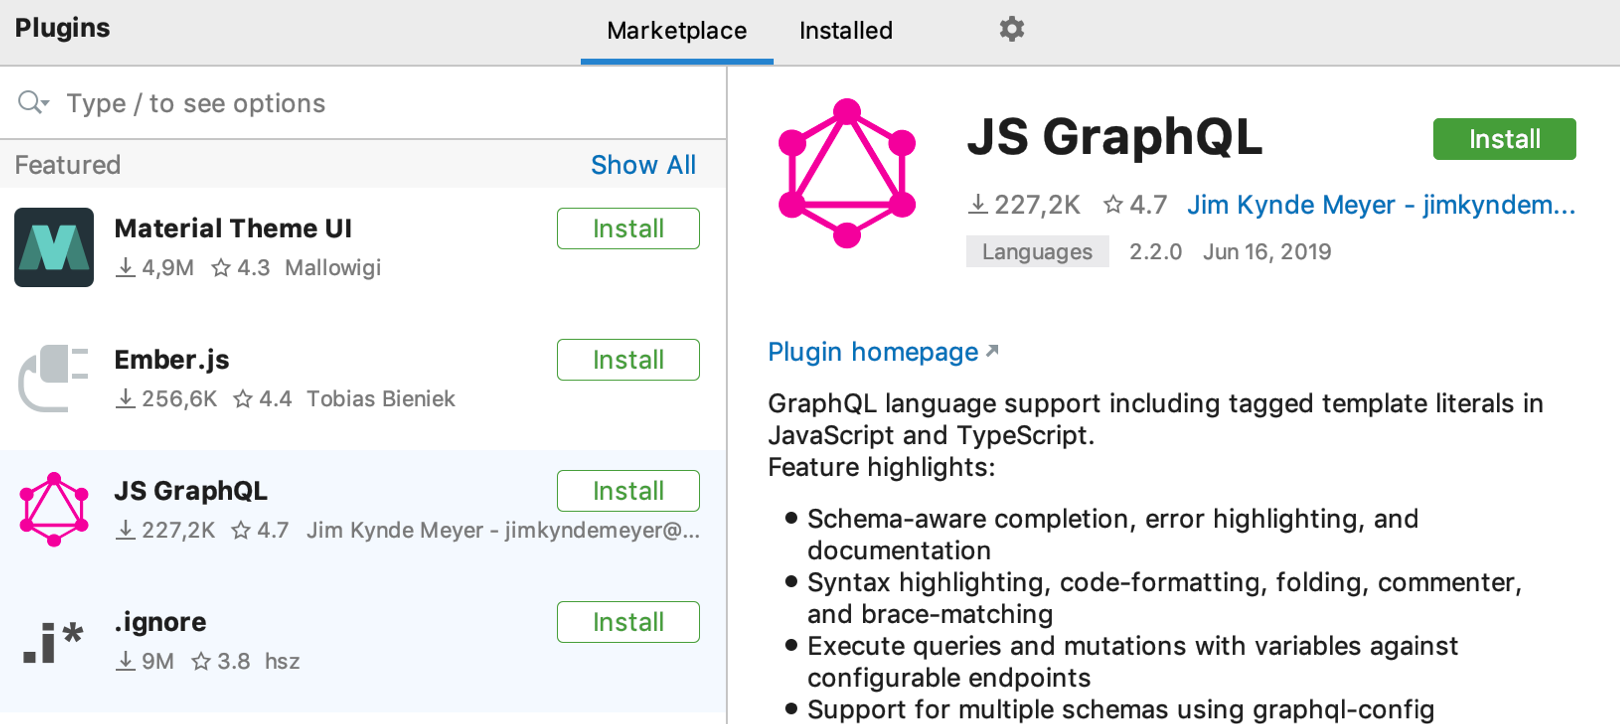 Plugins
Marketplace
Installed
Type / to see options
Featured
Show All
Material Theme UI
Install
4,9M 4.3 Mallowigi
Ember.js
Install
256,6K 4.4 Tobias Bieniek
JS GraphQL
Install
227,2K 4.7 Jim Kynde Meyer - jimkyndemeyer@...
.ignore
Install
9M 3.8 hsz
JS GraphQL
Install
227,2K 4.7 Jim Kynde Meyer - jimkyndem...
Languages 2.2.0 Jun 16, 2019
Plugin homepage
GraphQL language support including tagged template literals in
JavaScript and TypeScript.
Feature highlights:
● Schema-aware completion, error highlighting, and
documentation
● Syntax highlighting, code-formatting, folding, commenter,
and brace-matching
● Execute queries and mutations with variables against
configurable endpoints
● Support for multiple schemas using graphql-config